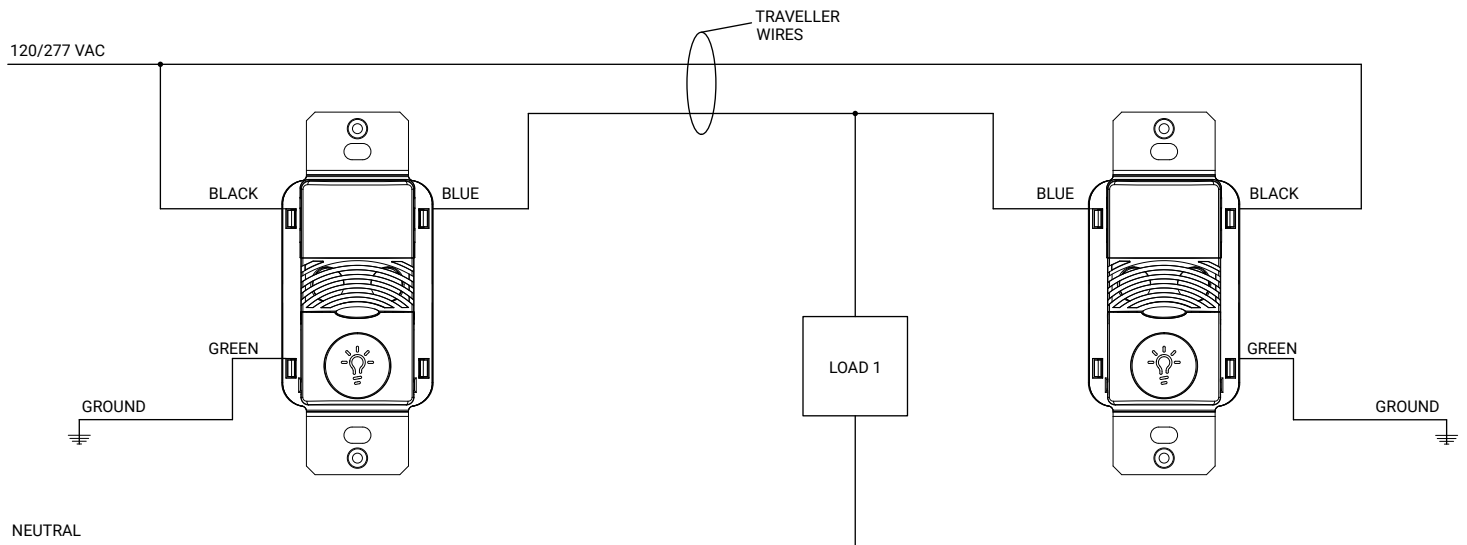 TRAVELLER
WIRES
120/277 VAC
BLACK
BLUE
BLUE
BLACK
GREEN
LOAD 1
GREEN
GROUND
GROUND
NEUTRAL